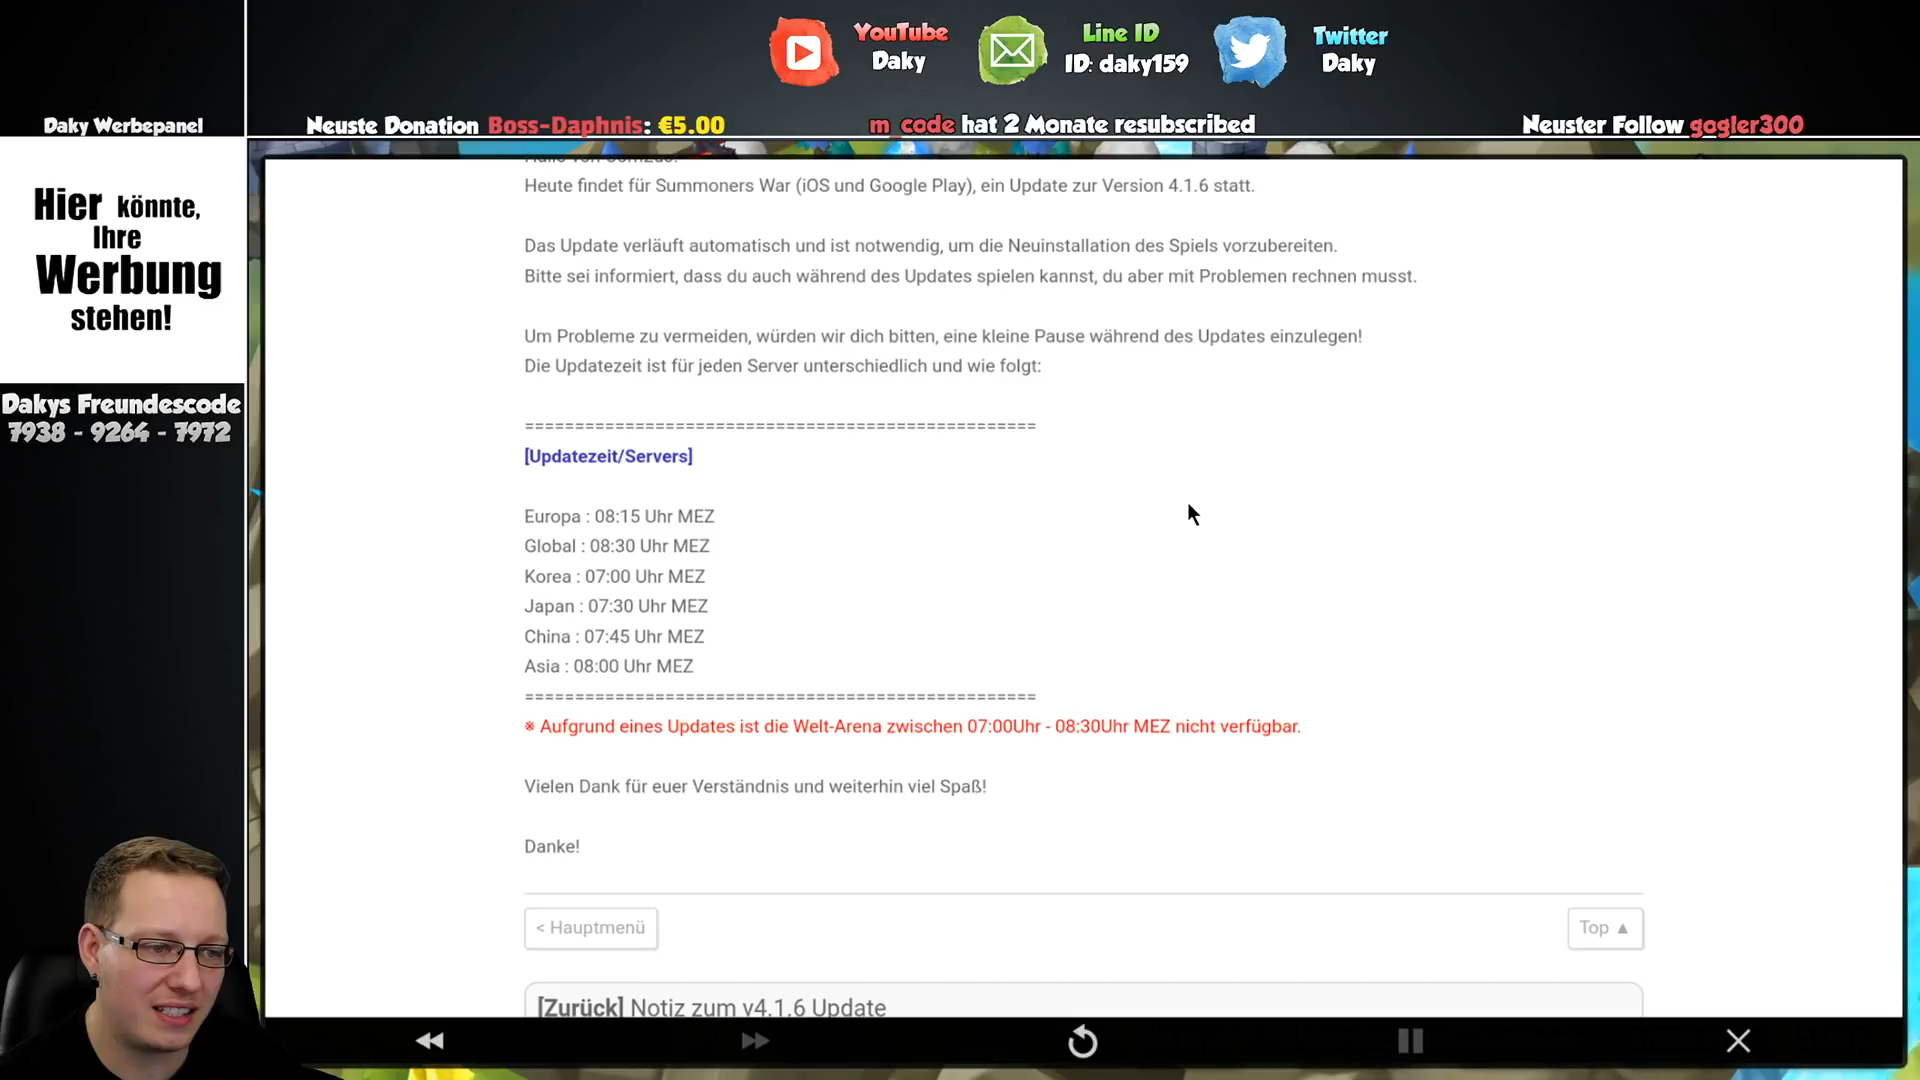 YouTube
Daky
Line ID
ID: daky159
Twitter
Daky
Daky Werbepanel
Neuste Donation Boss-Daphnis: €5.00
m_code hat 2 Monate resubscribed
Neuster Follow gogler300
Hier könnte,
Ihre
Werbung
stehen!
Dakys Freundescode
7938 - 9264 - 7972
Heute findet für Summoners War (iOS und Google Play), ein Update zur Version 4.1.6 statt.
Das Update verläuft automatisch und ist notwendig, um die Neuinstallation des Spiels vorzubereiten.
Bitte sei informiert, dass du auch während des Updates spielen kannst, du aber mit Problemen rechnen musst.
Um Probleme zu vermeiden, würden wir dich bitten, eine kleine Pause während des Updates einzulegen!
Die Updatezeit ist für jeden Server unterschiedlich und wie folgt:
===================================================
[Updatezeit/Servers]
Europa : 08:15 Uhr MEZ
Global : 08:30 Uhr MEZ
Korea : 07:00 Uhr MEZ
Japan : 07:30 Uhr MEZ
China : 07:45 Uhr MEZ
Asia : 08:00 Uhr MEZ
===================================================
※ Aufgrund eines Updates ist die Welt-Arena zwischen 07:00Uhr - 08:30Uhr MEZ nicht verfügbar.
Vielen Dank für euer Verständnis und weiterhin viel Spaß!
Danke!
< Hauptmenü
Top ▲
[Zurück] Notiz zum v4.1.6 Update